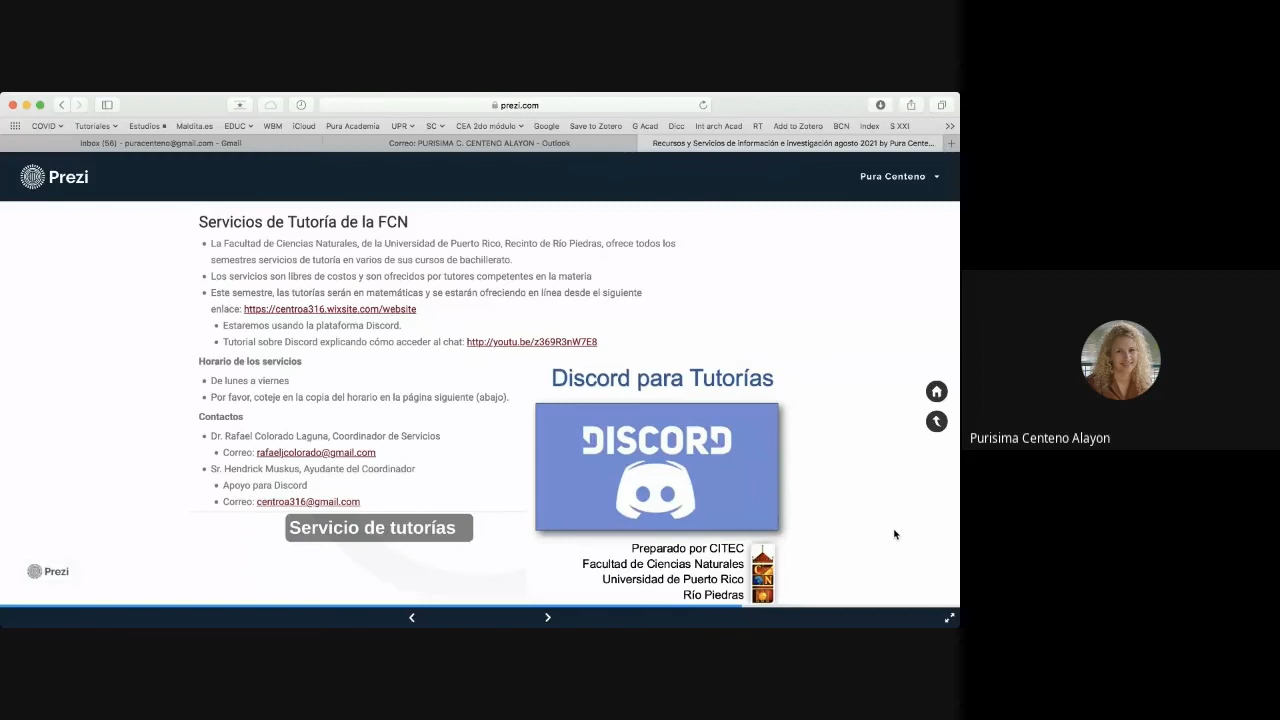 prezi.com
COVID
Tutoriales
Estudios
Maldita.es
EDUC
WBM
iCloud
Pura Academia
UPR
SC
CEA 2do módulo
Google
Save to Zotero
G Acad
Dicc
Int arch Acad
RT
Add to Zotero
BCN
Index
S XXI
Inbox (56) - puracenteno@gmail.com - Gmail
Correo: PURISIMA C. CENTENO ALAYON - Outlook
Recursos y Servicios de información e investigación agosto 2021 by Pura Cente...
Prezi
Pura Centeno
Servicios de Tutoría de la FCN
La Facultad de Ciencias Naturales, de la Universidad de Puerto Rico, Recinto de Río Piedras, ofrece todos los
semestres servicios de tutoría en varios de sus cursos de bachillerato.
Los servicios son libres de costos y son ofrecidos por tutores competentes en la materia
Este semestre, las tutorías serán en matemáticas y se estarán ofreciendo en línea desde el siguiente
enlace: https://centroa316.wixsite.com/website
Estaremos usando la plataforma Discord.
Tutorial sobre Discord explicando cómo acceder al chat: http://youtu.be/z369R3nW7E8
Horario de los servicios
De lunes a viernes
Por favor, coteje en la copia del horario en la página siguiente (abajo).
Contactos
Dr. Rafael Colorado Laguna, Coordinador de Servicios
Correo: rafaeljcolorado@gmail.com
Sr. Hendrick Muskus, Ayudante del Coordinador
Apoyo para Discord
Correo: centroa316@gmail.com
Servicio de tutorías
Discord para Tutorías
DISCORD
Preparado por CITEC
Facultad de Ciencias Naturales
Universidad de Puerto Rico
Río Piedras
Prezi
Purisima Centeno Alayon